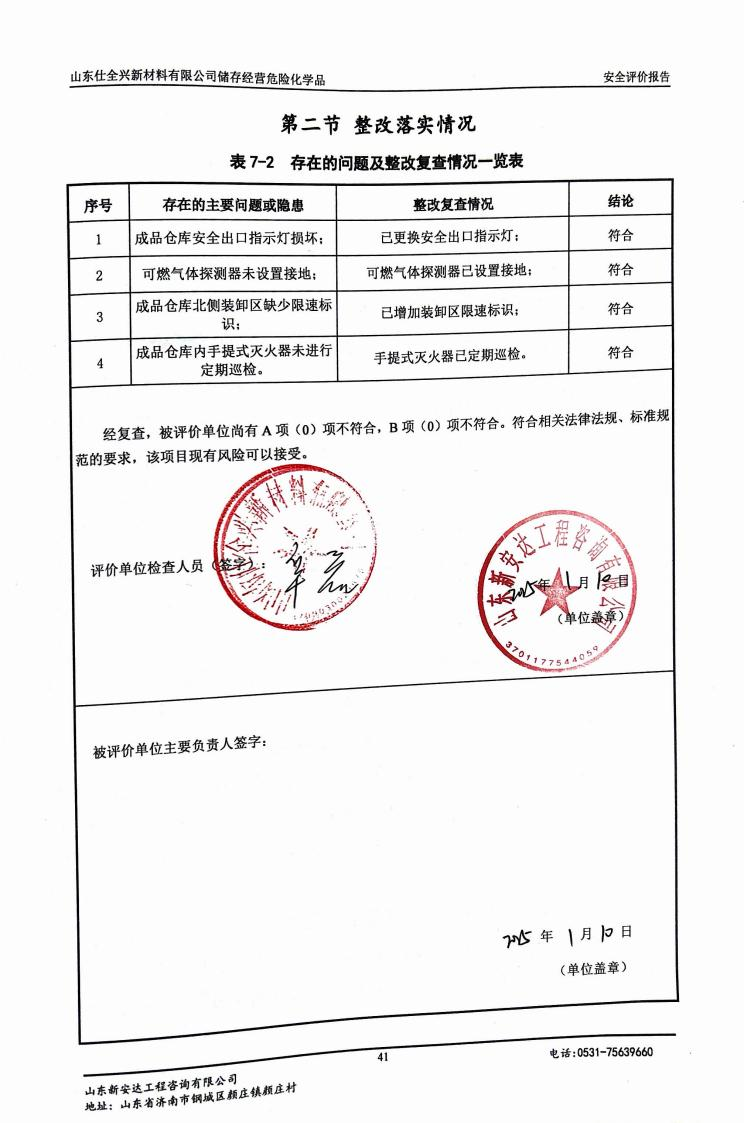 山东仕全兴新材料有限公司储存经营危险化学品 安全评价报告
第二节 整改落实情况
表 7-2 存在的问题及整改复查情况一览表
序号 存在的主要问题或隐患 整改复查情况 结论
1 成品仓库安全出口指示灯损坏； 已更换安全出口指示灯； 符合
2 可燃气体探测器未设置接地； 可燃气体探测器已设置接地； 符合
3 成品仓库北侧装卸区缺少限速标识； 已增加装卸区限速标识； 符合
4 成品仓库内手提式灭火器未进行定期巡检。 手提式灭火器已定期巡检。 符合
经复查，被评价单位尚有 A 项（0）项不符合，B 项（0）项不符合。符合相关法律法规、标准规
范的要求，该项目现有风险可以接受。
评价单位检查人员（签字）：
山东新安达工程咨询有限公司
2025 年 1 月 10 日
（单位盖章）
3701177544059
被评价单位主要负责人签字：
2025 年 1 月 10 日
（单位盖章）
41
电话:0531-75639660
山东新安达工程咨询有限公司
地址：山东省济南市钢城区颜庄镇颜庄村